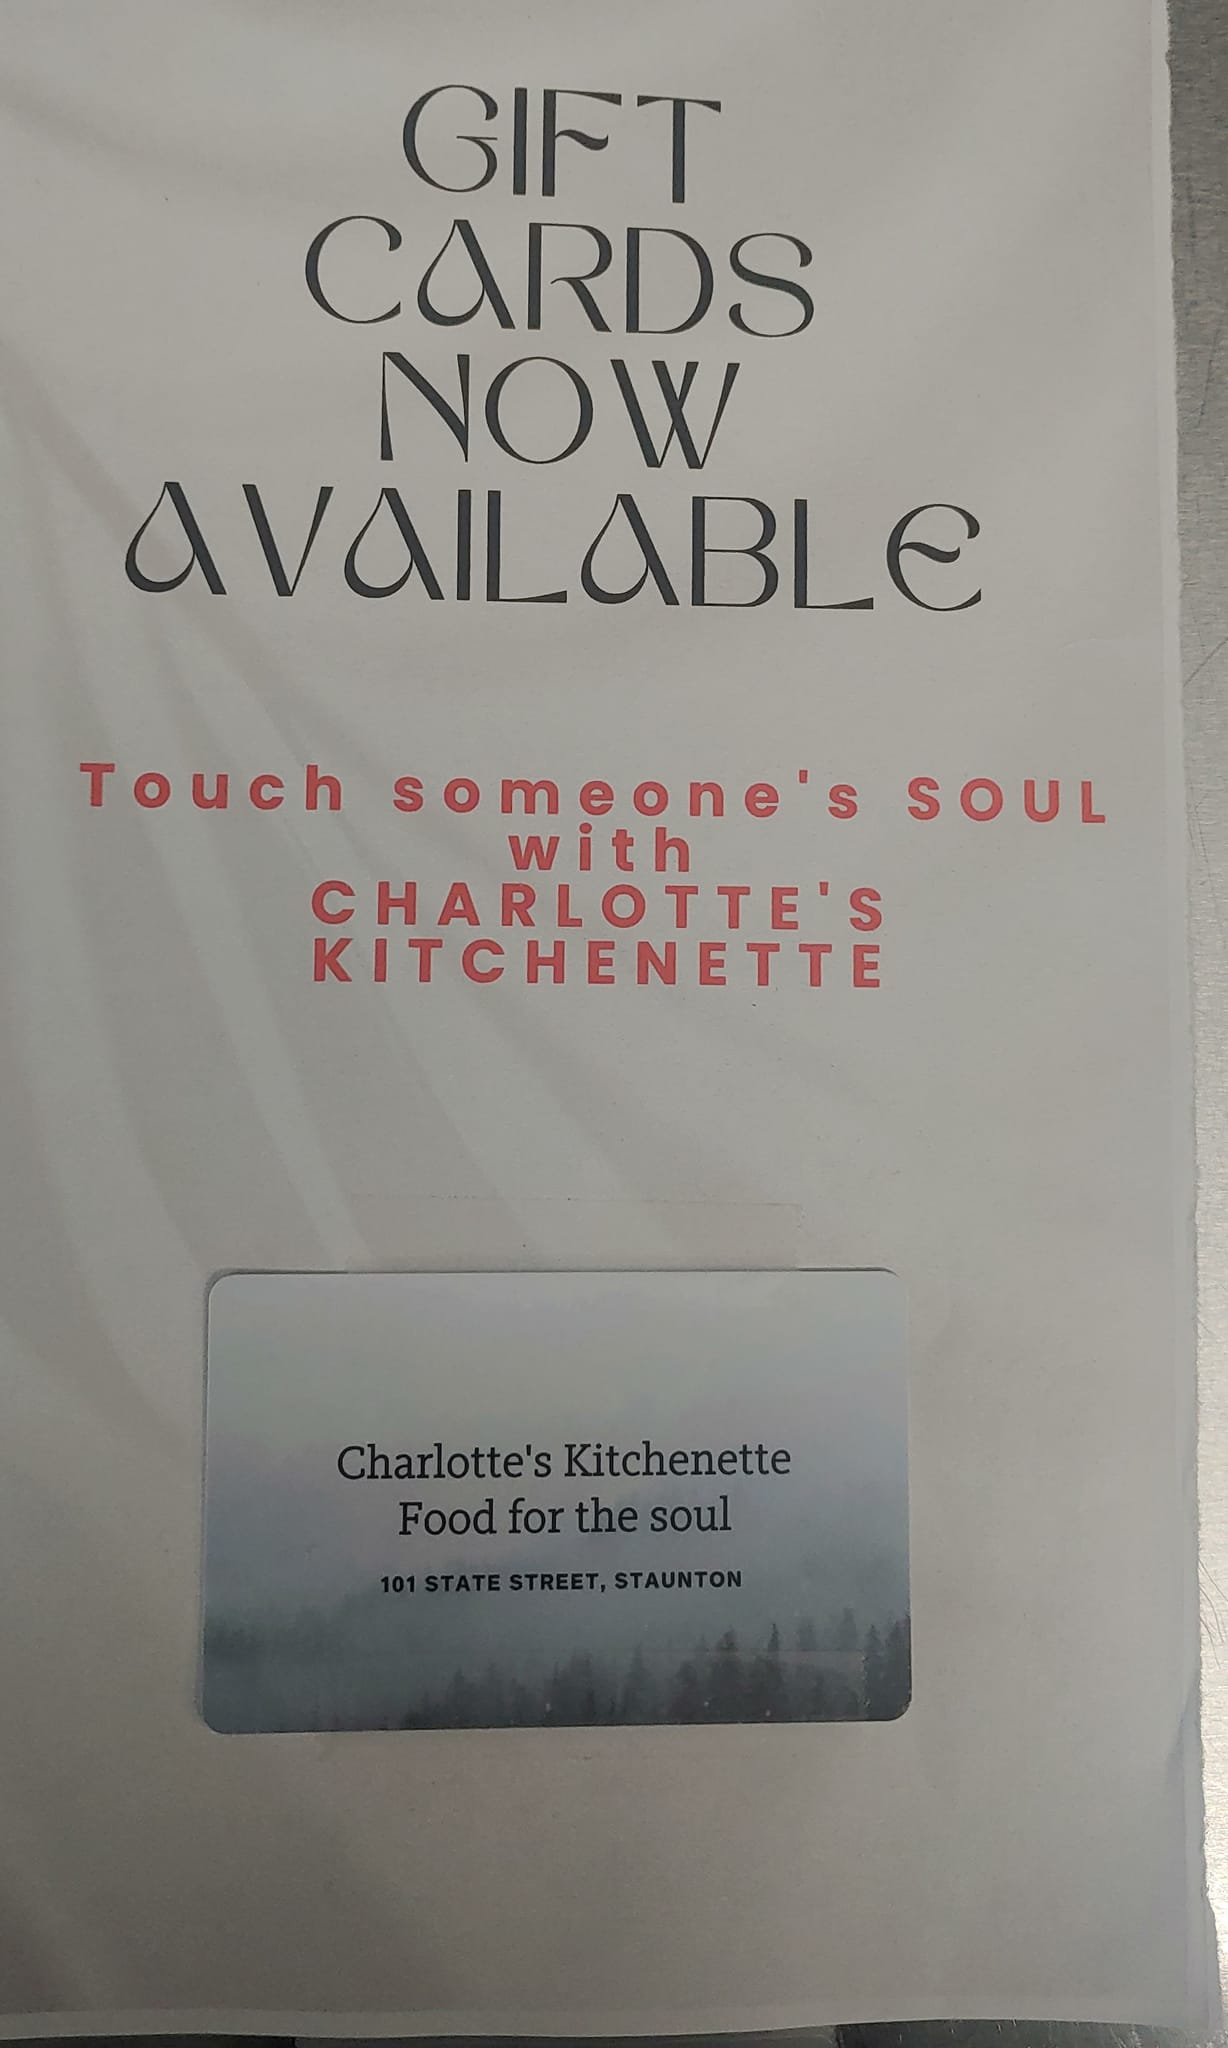 GIFT
CARDS
NOW
AVAILABLE
Touch someone's SOUL
with
CHARLOTTE'S
KITCHENETTE
Charlotte's Kitchenette
Food for the soul
101 STATE STREET, STAUNTON